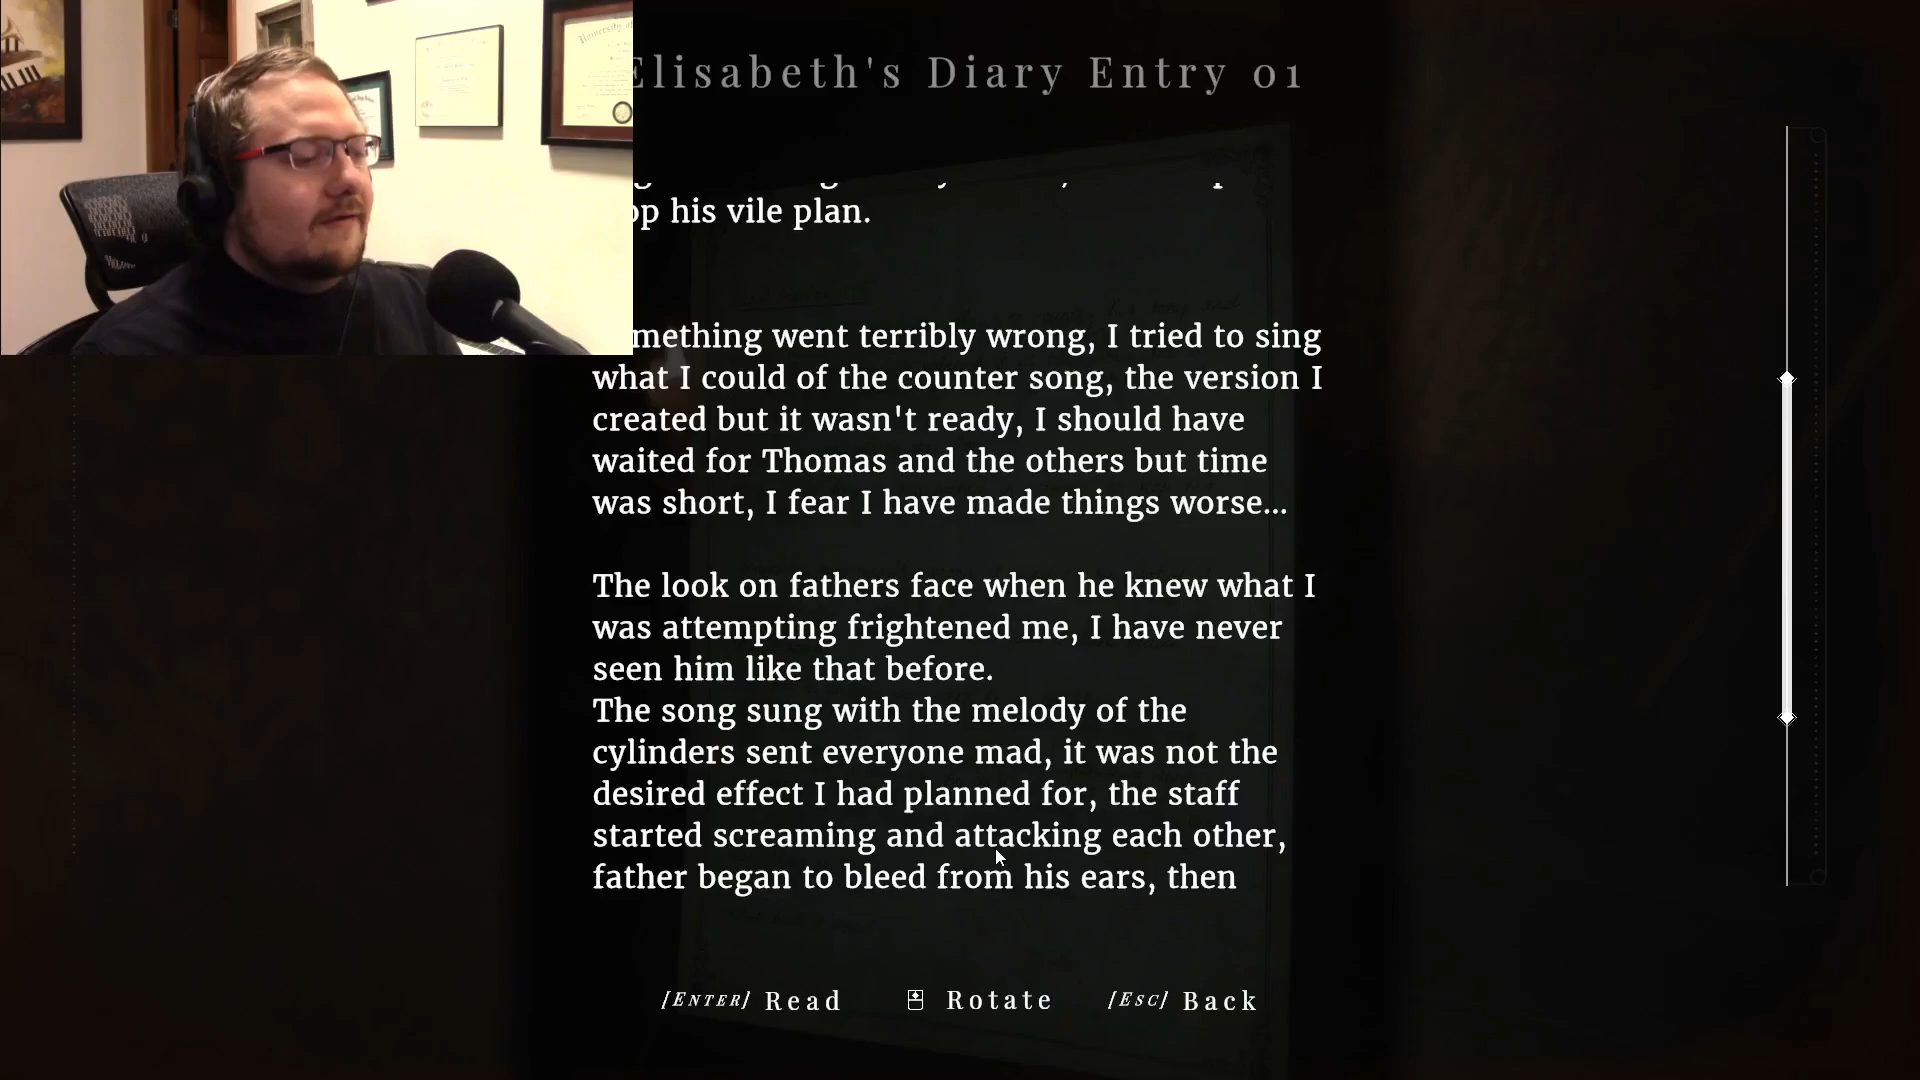 Elisabeth's Diary Entry 01
his vile plan.
went terribly wrong, I tried to sing
what I could of the counter song, the version I
created but it wasn't ready, I should have
waited for Thomas and the others but time
was short, I fear I have made things worse...
The look on fathers face when he knew what I
was attempting frightened me, I have never
seen him like that before.
The song sung with the melody of the
cylinders sent everyone mad, it was not the
desired effect I had planned for, the staff
started screaming and attacking each other,
father began to bleed from his ears, then
[ENTER] Read Rotate [ESC] Back